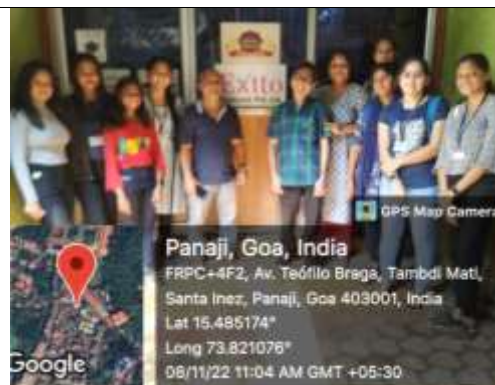 Exito
GPS Map Camera
Panaji, Goa, India
FRPC+4F2, Av. Teófilo Braga, Tambdi Mati,
Santa Inez, Panaji, Goa 403001, India
Lat 15.485174°
Long 73.821076°
08/11/22 11:04 AM GMT +05:30
Google